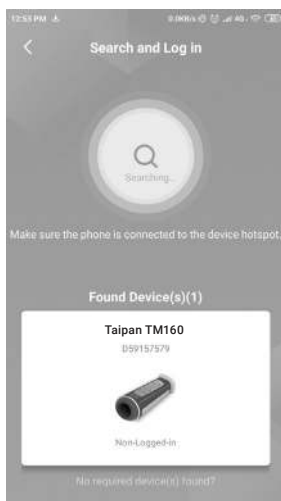 12:53 PM
Search and Log in
Searching...
Make sure the phone is connected to the device hotspot.
Found Device(s)(1)
Taipan TM160
D59157579
Non-Logged-in
No required device(s) found?